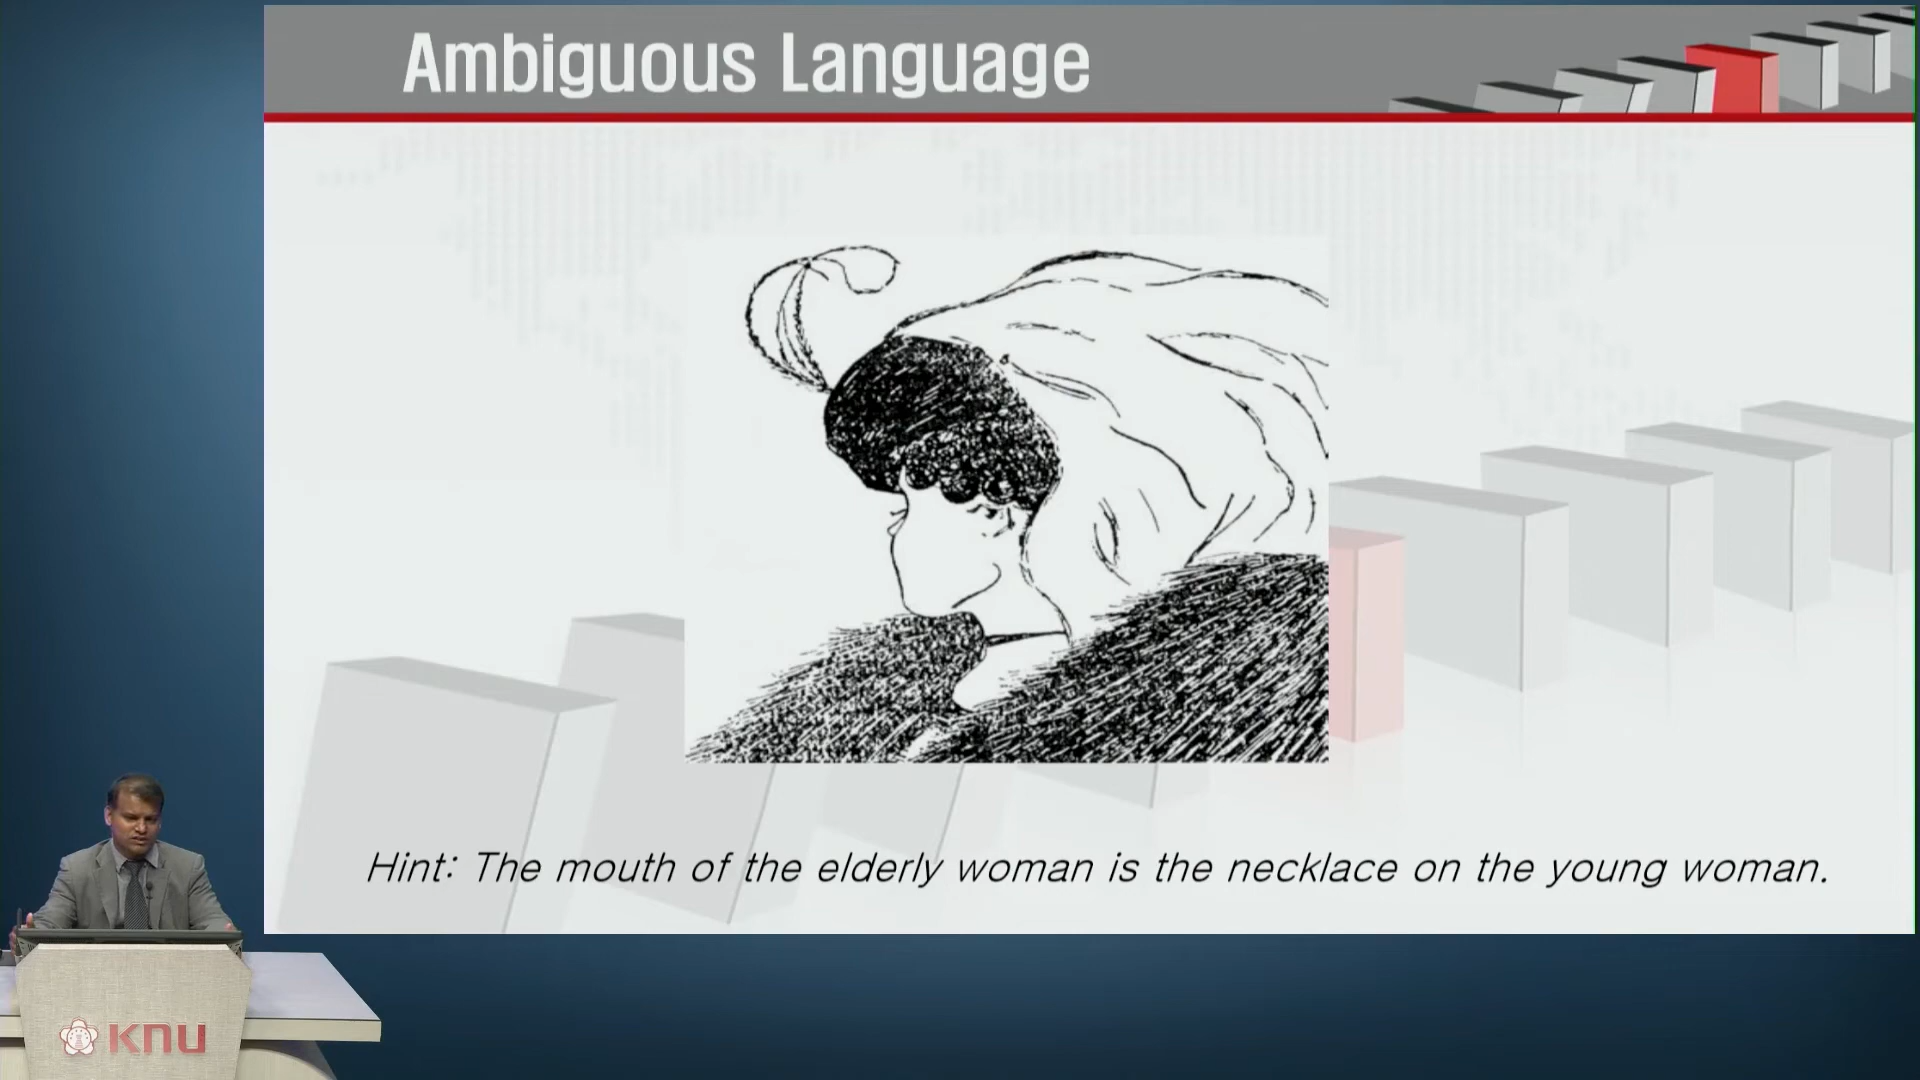 Ambiguous Language
Hint: The mouth of the elderly woman is the necklace on the young woman.
KNU